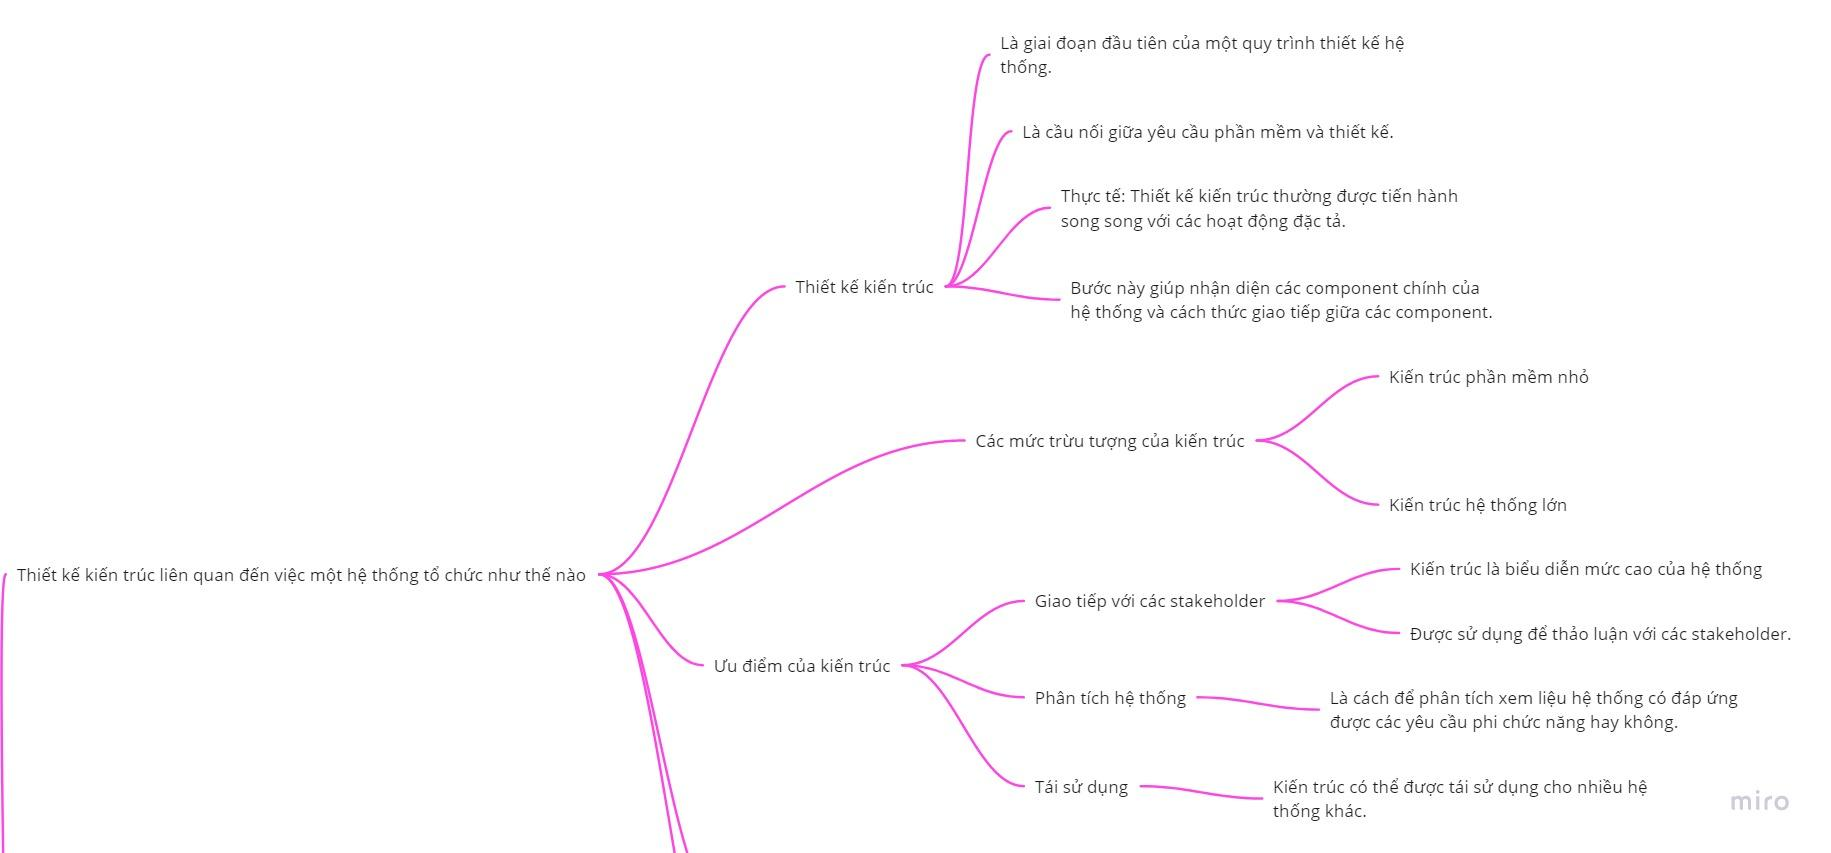 Là giai đoạn đầu tiên của một quy trình thiết kế hệ
thống.
Là cầu nối giữa yêu cầu phần mềm và thiết kế.
Thực tế: Thiết kế kiến trúc thường được tiến hành
song song với các hoạt động đặc tả.
Thiết kế kiến trúc
Bước này giúp nhận diện các component chính của
hệ thống và cách thức giao tiếp giữa các component.
Kiến trúc phần mềm nhỏ
Các mức trừu tượng của kiến trúc
Kiến trúc hệ thống lớn
Thiết kế kiến trúc liên quan đến việc một hệ thống tổ chức như thế nào
Kiến trúc là biểu diễn mức cao của hệ thống
Giao tiếp với các stakeholder
Được sử dụng để thảo luận với các stakeholder.
Ưu điểm của kiến trúc
Phân tích hệ thống
Là cách để phân tích xem liệu hệ thống có đáp ứng
được các yêu cầu phi chức năng hay không.
Tái sử dụng
Kiến trúc có thể được tái sử dụng cho nhiều hệ
thống khác.
miro